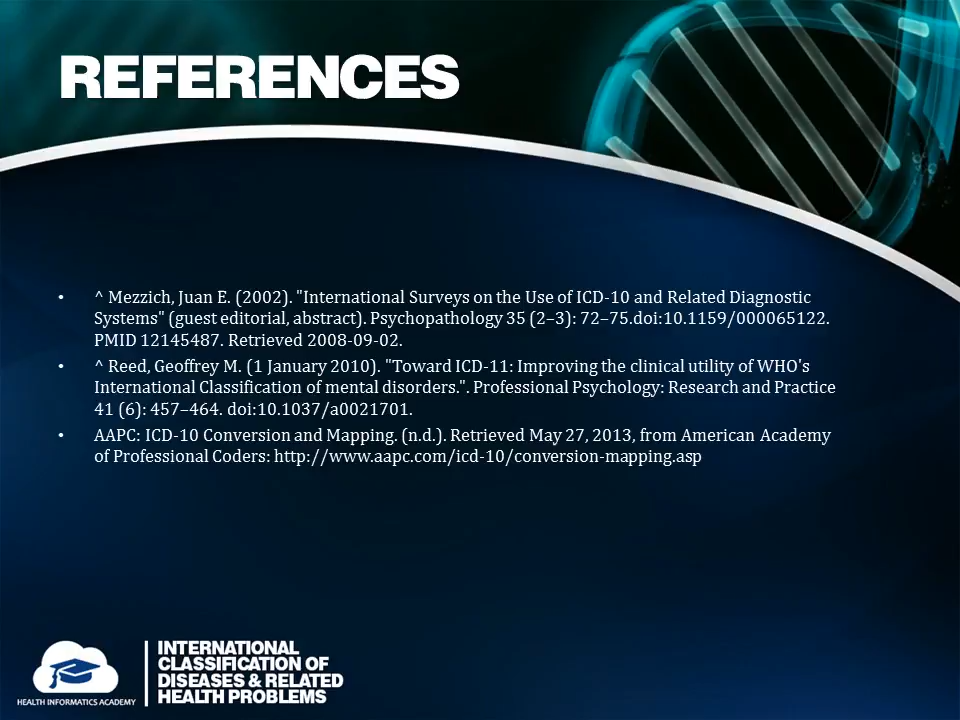 REFERENCES
• ^ Mezzich, Juan E. (2002). "International Surveys on the Use of ICD-10 and Related Diagnostic
Systems" (guest editorial, abstract). Psychopathology 35 (2–3): 72–75.doi:10.1159/000065122.
PMID 12145487. Retrieved 2008-09-02.
• ^ Reed, Geoffrey M. (1 January 2010). "Toward ICD-11: Improving the clinical utility of WHO's
International Classification of mental disorders.". Professional Psychology: Research and Practice
41 (6): 457–464. doi:10.1037/a0021701.
• AAPC: ICD-10 Conversion and Mapping. (n.d.). Retrieved May 27, 2013, from American Academy
of Professional Coders: http://www.aapc.com/icd-10/conversion-mapping.asp
HEALTH INFORMATICS ACADEMY
INTERNATIONAL
CLASSIFICATION OF
DISEASES & RELATED
HEALTH PROBLEMS